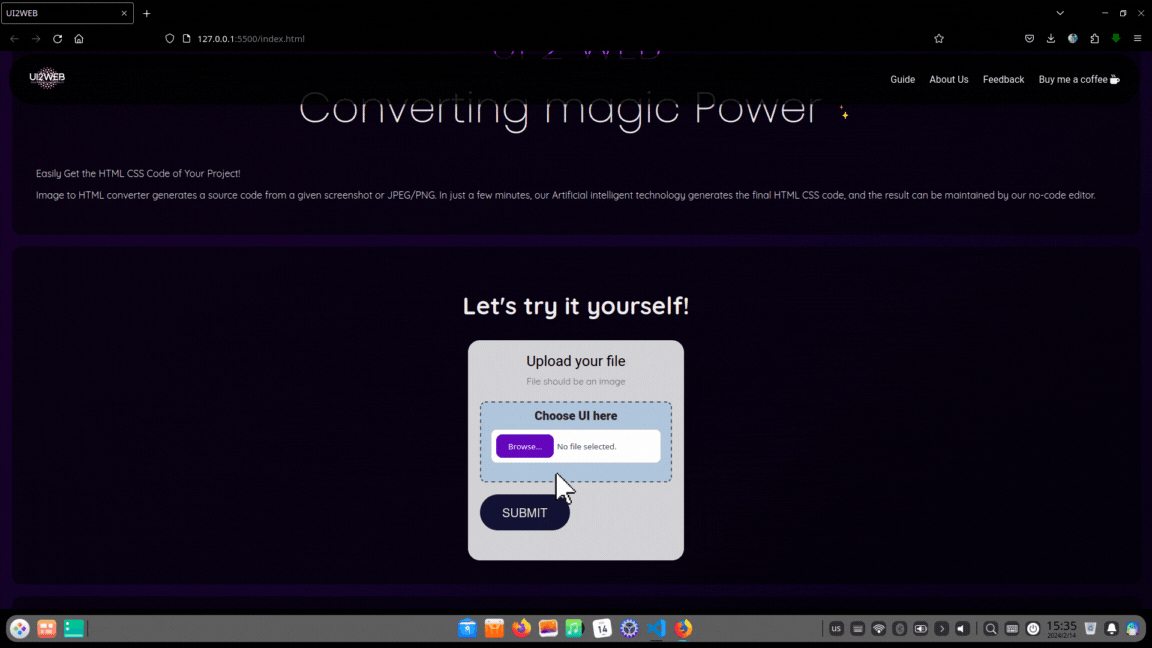 UI2WEB
127.0.0.1:5500/index.html
UI 2 WEB
UI2WEB
Guide
About Us
Feedback
Buy me a coffee
Converting magic Power
Easily Get the HTML CSS Code of Your Project!
Image to HTML converter generates a source code from a given screenshot or JPEG/PNG. In just a few minutes, our Artificial intelligent technology generates the final HTML CSS code, and the result can be maintained by our no-code editor.
Let's try it yourself!
Upload your file
File should be an image
Choose UI here
Browse... No file selected.
SUBMIT
14
us
15:35
2024/2/14